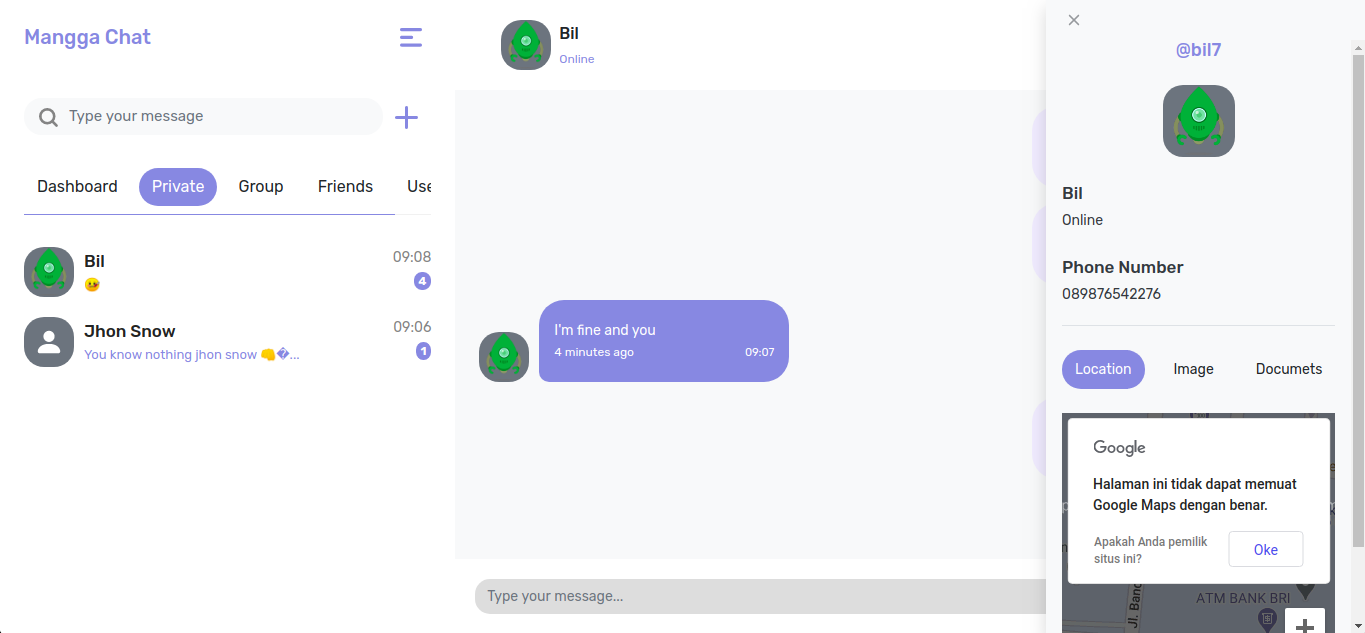 Mangga Chat
Type your message
Dashboard Private Group Friends Use
Bil 09:08
🤬 4
Jhon Snow 09:06
You know nothing jhon snow 👊�... 1
Bil
Online
I'm fine and you
4 minutes ago 09:07
Type your message...
@bil7
Bil
Online
Phone Number
089876542276
Location Image Documets
Google
Halaman ini tidak dapat memuat
Google Maps dengan benar.
Apakah Anda pemilik
situs ini?
Oke
ATM BANK BRI
Jl. Band